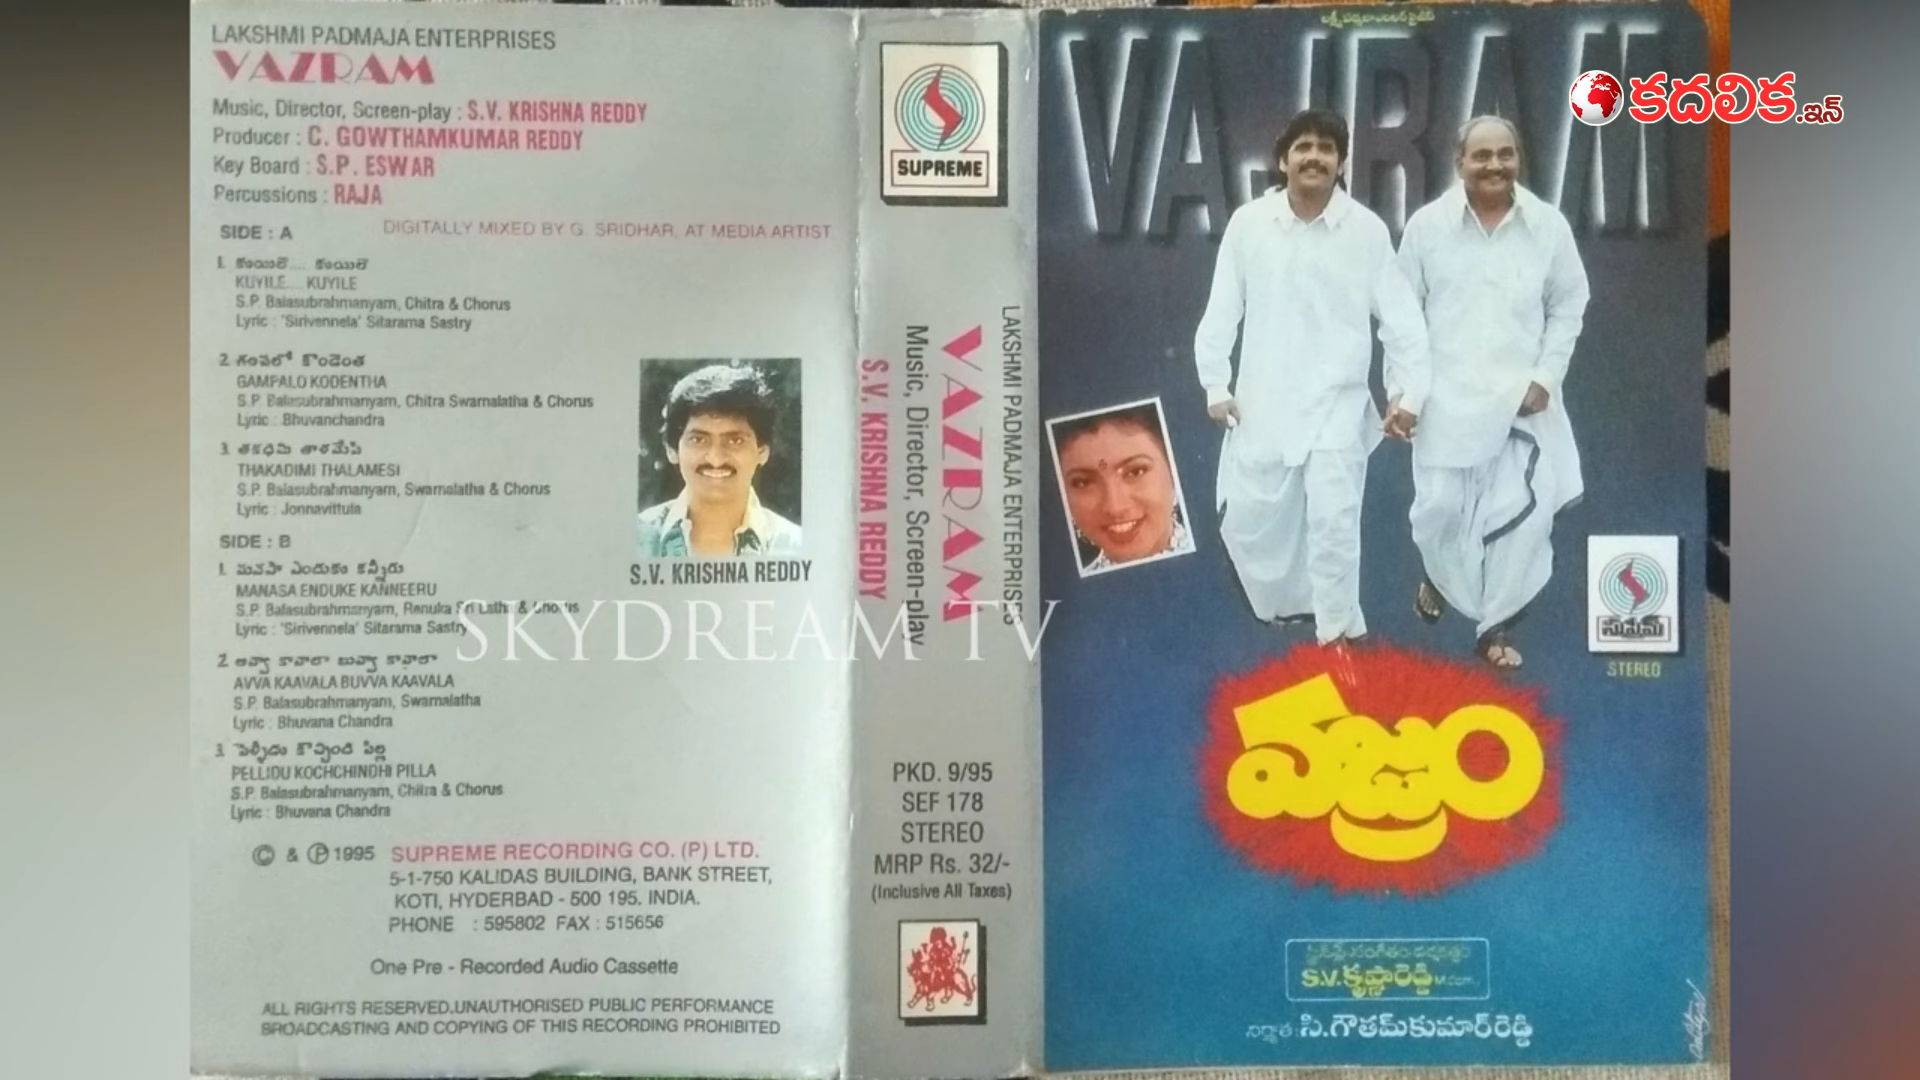 LAKSHMI PADMAJA ENTERPRISES
VAZRAM
Music, Director, Screen-play : S.V. KRISHNA REDDY
Producer : C. GOWTHAMKUMAR REDDY
Key Board : S.P. ESWAR
Percussions : RAJA
SIDE : A
DIGITALLY MIXED BY G. SRIDHAR, AT MEDIA ARTIST
1. కుయిలే.... కుయిలే
KUYILE.... KUYILE
S.P. Balasubrahmanyam, Chitra & Chorus
Lyric : 'Sirivennela' Sitarama Sastry
2. గంపలో కొండెంత
GAMPALO KODENTHA
S.P. Balasubrahmanyam, Chitra Swarnalatha & Chorus
Lyric : Bhuvanchandra
3. తకధిమి తాళమేసి
THAKADIMI THALAMESI
S.P. Balasubrahmanyam, Swarnalatha & Chorus
Lyric : Jonnavittula
SIDE : B
1. మనసా ఎందుకు కన్నీరు
MANASA ENDUKE KANNEERU
S.P. Balasubrahmanyam, Renuka Sri Latha & Chorus
Lyric : 'Sirivennela' Sitarama Sastry
2. అవ్వా కావాలా బువ్వా కావాలా
AVVA KAAVALA BUVVA KAAVALA
S.P. Balasubrahmanyam, Swarnalatha
Lyric : Bhuvana Chandra
3. పెళ్ళీడు కొచ్చింది పిల్ల
PELLIDU KOCHCHINDHI PILLA
S.P. Balasubrahmanyam, Chitra & Chorus
Lyric : Bhuvana Chandra
S.V. KRISHNA REDDY
© & ℗ 1995 SUPREME RECORDING CO. (P) LTD.
5-1-750 KALIDAS BUILDING, BANK STREET,
KOTI, HYDERBAD - 500 195. INDIA.
PHONE : 595802 FAX : 515656
One Pre - Recorded Audio Cassette
ALL RIGHTS RESERVED.UNAUTHORISED PUBLIC PERFORMANCE
BROADCASTING AND COPYING OF THIS RECORDING PROHIBITED
SUPREME
LAKSHMI PADMAJA ENTERPRISES
VAZRAM
Music, Director, Screen-play
S.V. KRISHNA REDDY
PKD. 9/95
SEF 178
STEREO
MRP Rs. 32/-
(Inclusive All Taxes)
SKYDREAM TV
VAJRAM
కదలిక.ఇన్
సుప్రీమ్
STEREO
వజ్రం
S.V.కృష్ణారెడ్డి M.com.,
నిర్మాత : సి.గౌతమ్‌కుమార్‌రెడ్డి